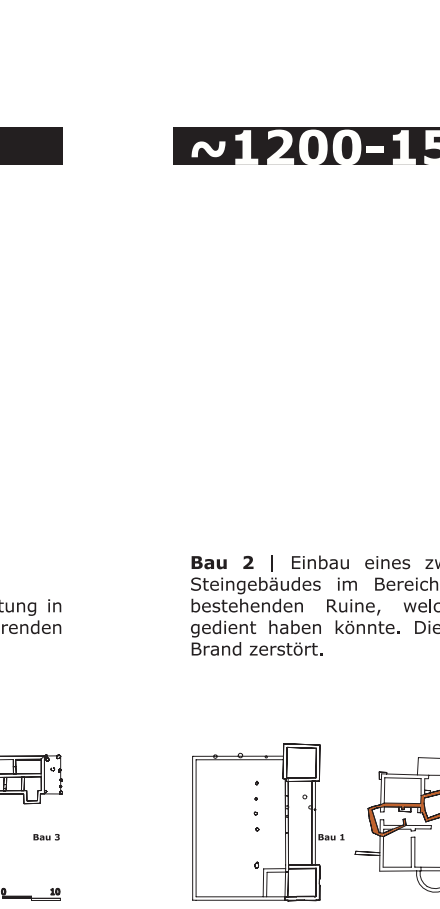 ~1200-15
tung in
renden
Bau 2 | Einbau eines zw
Steingebäudes im Bereich
bestehenden Ruine, welc
gedient haben könnte. Die
Brand zerstört.
Bau 3
0 10
Bau 1